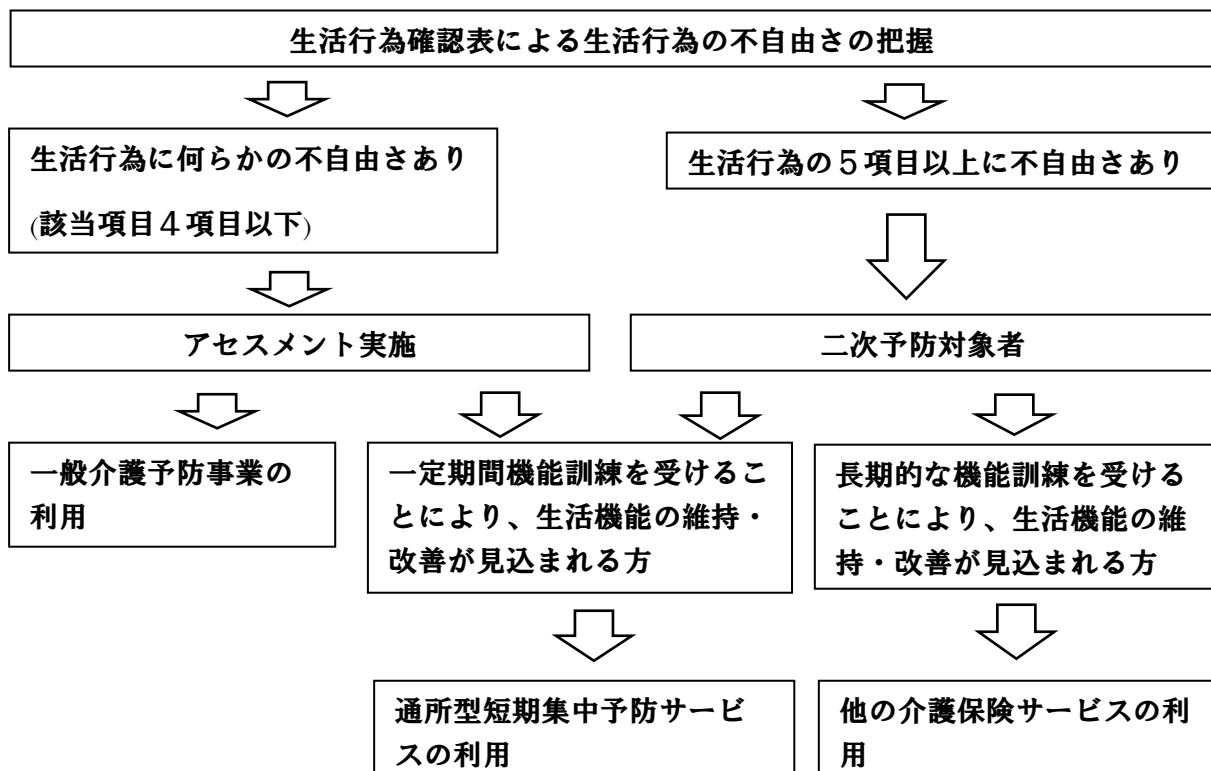 生活行為確認表による生活行為の不自由さの把握
生活行為に何らかの不自由さあり
(該当項目４項目以下)
生活行為の５項目以上に不自由さあり
アセスメント実施
二次予防対象者
一般介護予防事業の
利用
一定期間機能訓練を受けるこ
とにより、生活機能の維持・
改善が見込まれる方
長期的な機能訓練を受ける
ことにより、生活機能の維
持・改善が見込まれる方
通所型短期集中予防サービ
スの利用
他の介護保険サービスの利
用